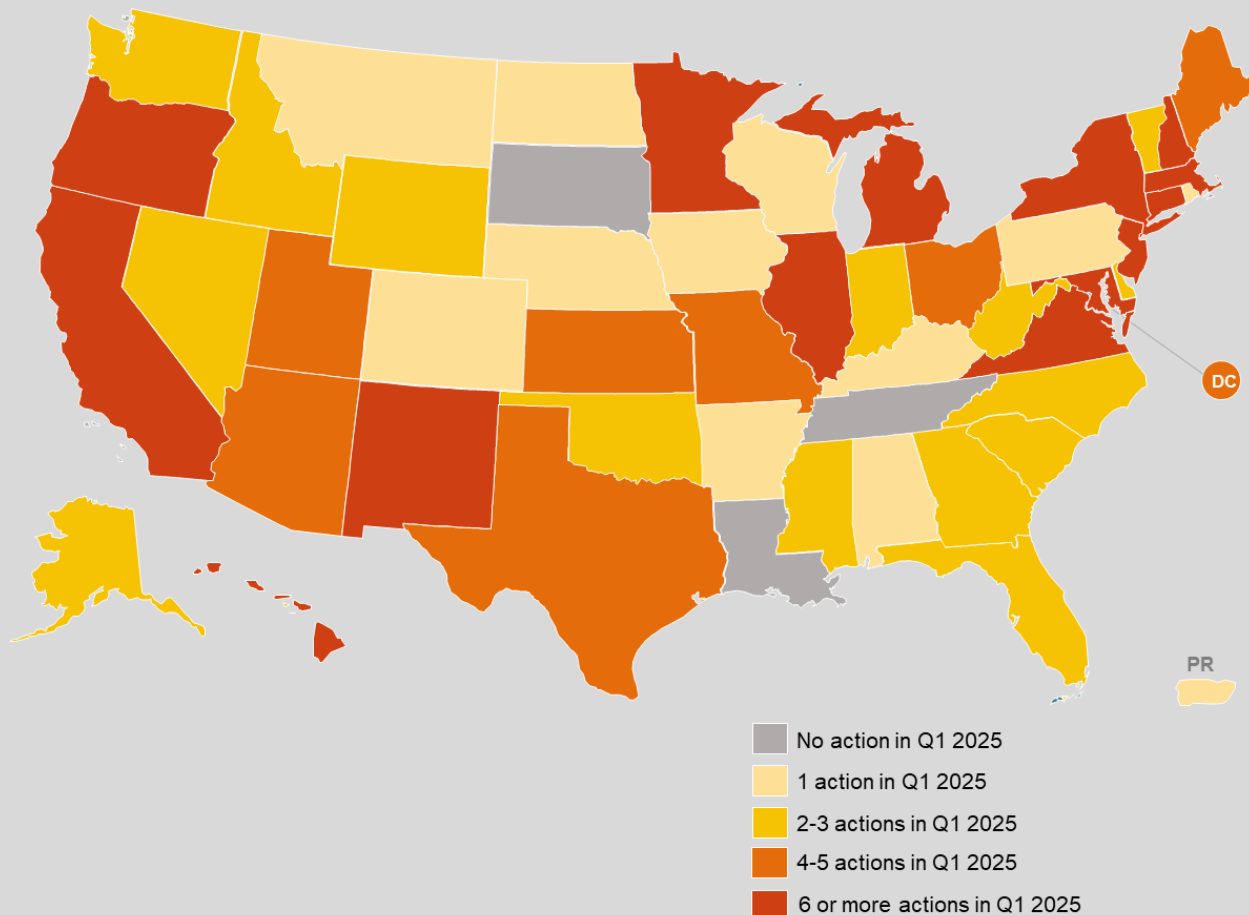 DC
PR
No action in Q1 2025
1 action in Q1 2025
2-3 actions in Q1 2025
4-5 actions in Q1 2025
6 or more actions in Q1 2025